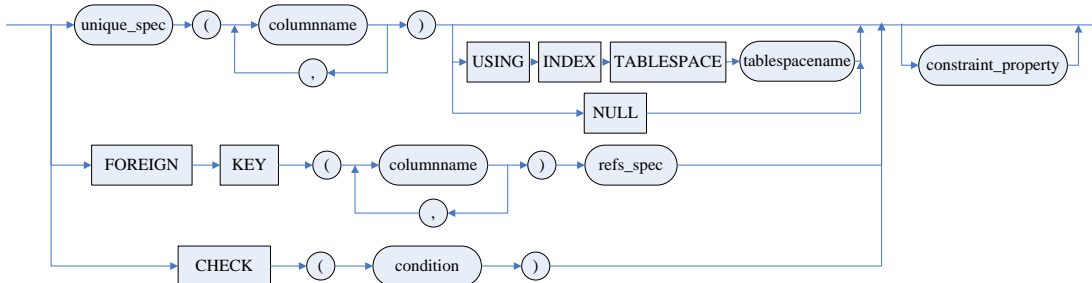 unique_spec ( columnname )
,
USING INDEX TABLESPACE tablespacename
NULL
constraint_property
FOREIGN KEY ( columnname ) refs_spec
,
CHECK ( condition )